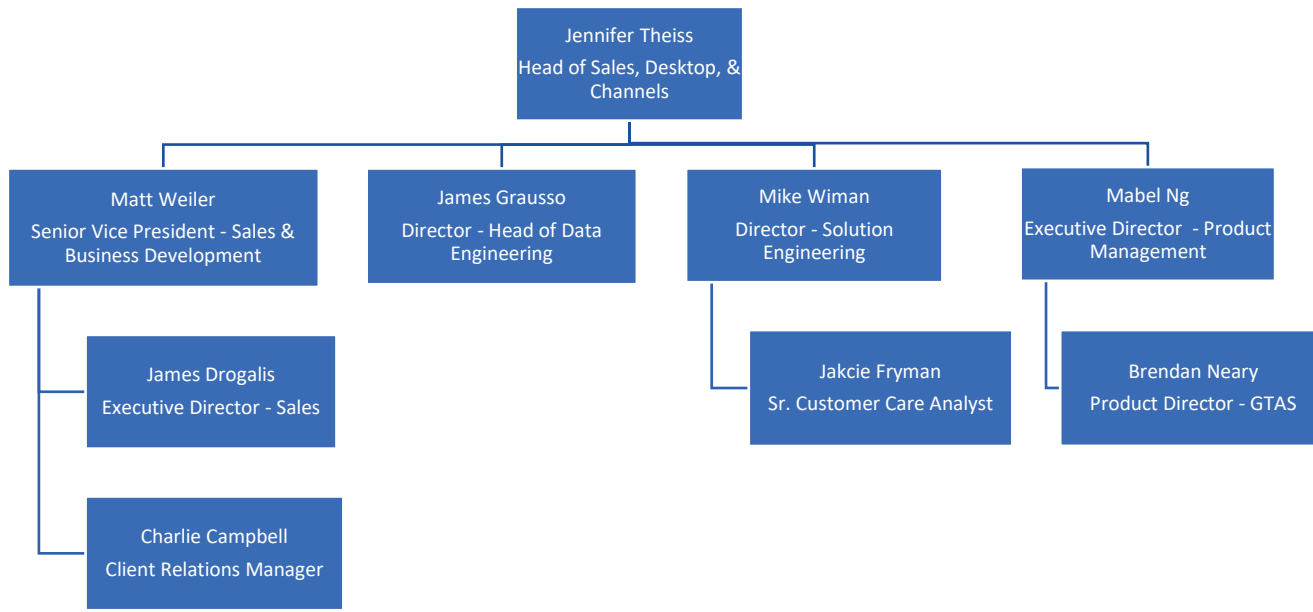 Jennifer Theiss
Head of Sales, Desktop, &
Channels
Matt Weiler
Senior Vice President - Sales &
Business Development
James Grausso
Director - Head of Data
Engineering
Mike Wiman
Director - Solution
Engineering
Mabel Ng
Executive Director  - Product
Management
James Drogalis
Executive Director - Sales
Jakcie Fryman
Sr. Customer Care Analyst
Brendan Neary
Product Director - GTAS
Charlie Campbell
Client Relations Manager